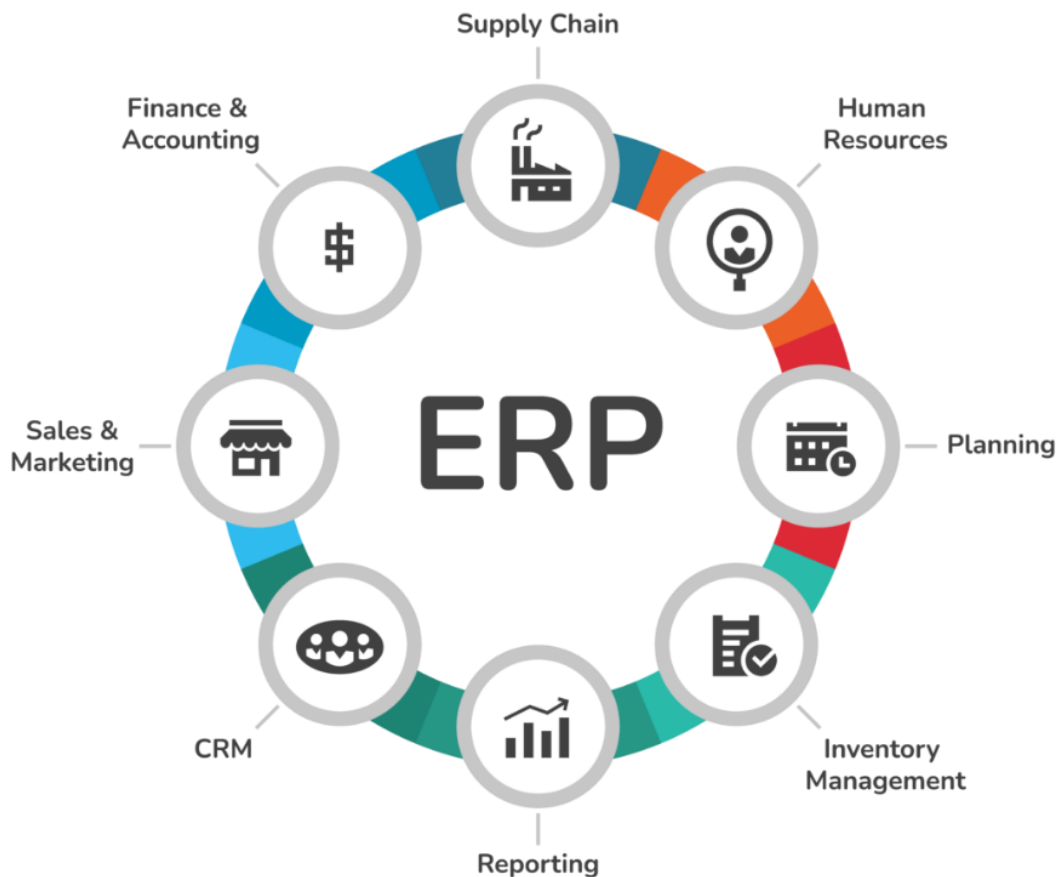 Supply Chain
Finance &
Accounting
Human
Resources
ERP
Sales &
Marketing
Planning
CRM
Inventory
Management
Reporting